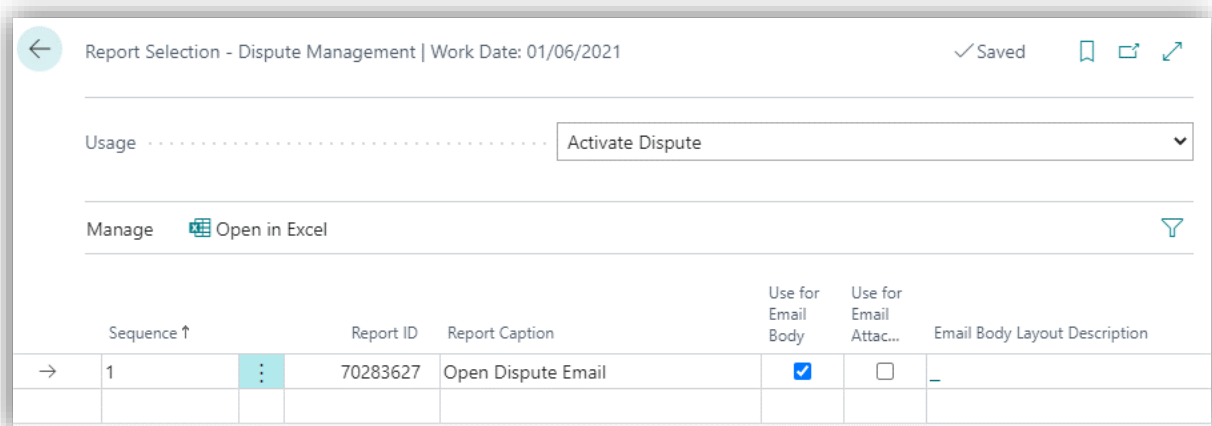 Report Selection - Dispute Management | Work Date: 01/06/2021
Saved
Usage
Activate Dispute
Manage
Open in Excel
Sequence ↑
Report ID
Report Caption
Use for
Email
Body
Use for
Email
Attac...
Email Body Layout Description
1
70283627
Open Dispute Email
_